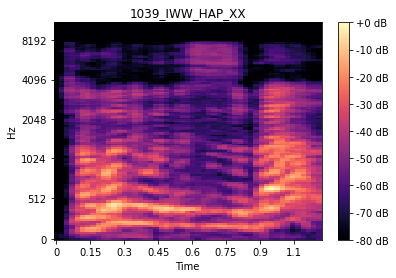 1039_IWW_HAP_XX
+0 dB
8192
-10 dB
4096
-20 dB
-30 dB
2048
Hz
-40 dB
1024
-50 dB
512
-60 dB
-70 dB
0
-80 dB
0 0.15 0.3 0.45 0.6 0.75 0.9 1.1
Time